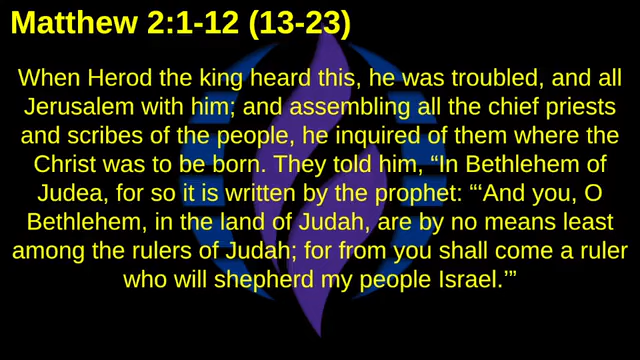 Matthew 2:1-12 (13-23)
When Herod the king heard this, he was troubled, and all
Jerusalem with him; and assembling all the chief priests
and scribes of the people, he inquired of them where the
Christ was to be born. They told him, “In Bethlehem of
Judea, for so it is written by the prophet: “‘And you, O
Bethlehem, in the land of Judah, are by no means least
among the rulers of Judah; for from you shall come a ruler
who will shepherd my people Israel.’”